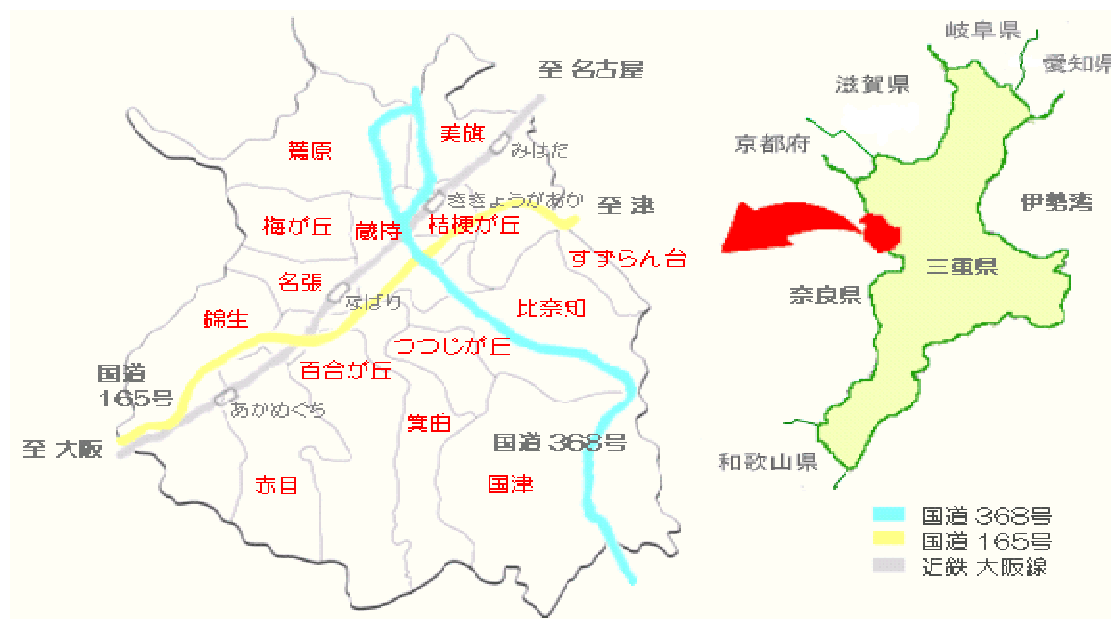 岐阜県
愛知県
滋賀県
京都府
伊勢湾
三重県
奈良県
和歌山県
至 名古屋
美旗
みはた
蔦原
ききょうがおか
至 津
梅が丘
蔵持
桔梗が丘
すずらん台
名張
なばり
比奈知
錦生
つつじが丘
百合が丘
国道
165号
あかめぐち
箕曲
国道 368号
至 大阪
赤目
国津
国道 368号
国道 165号
近鉄 大阪線